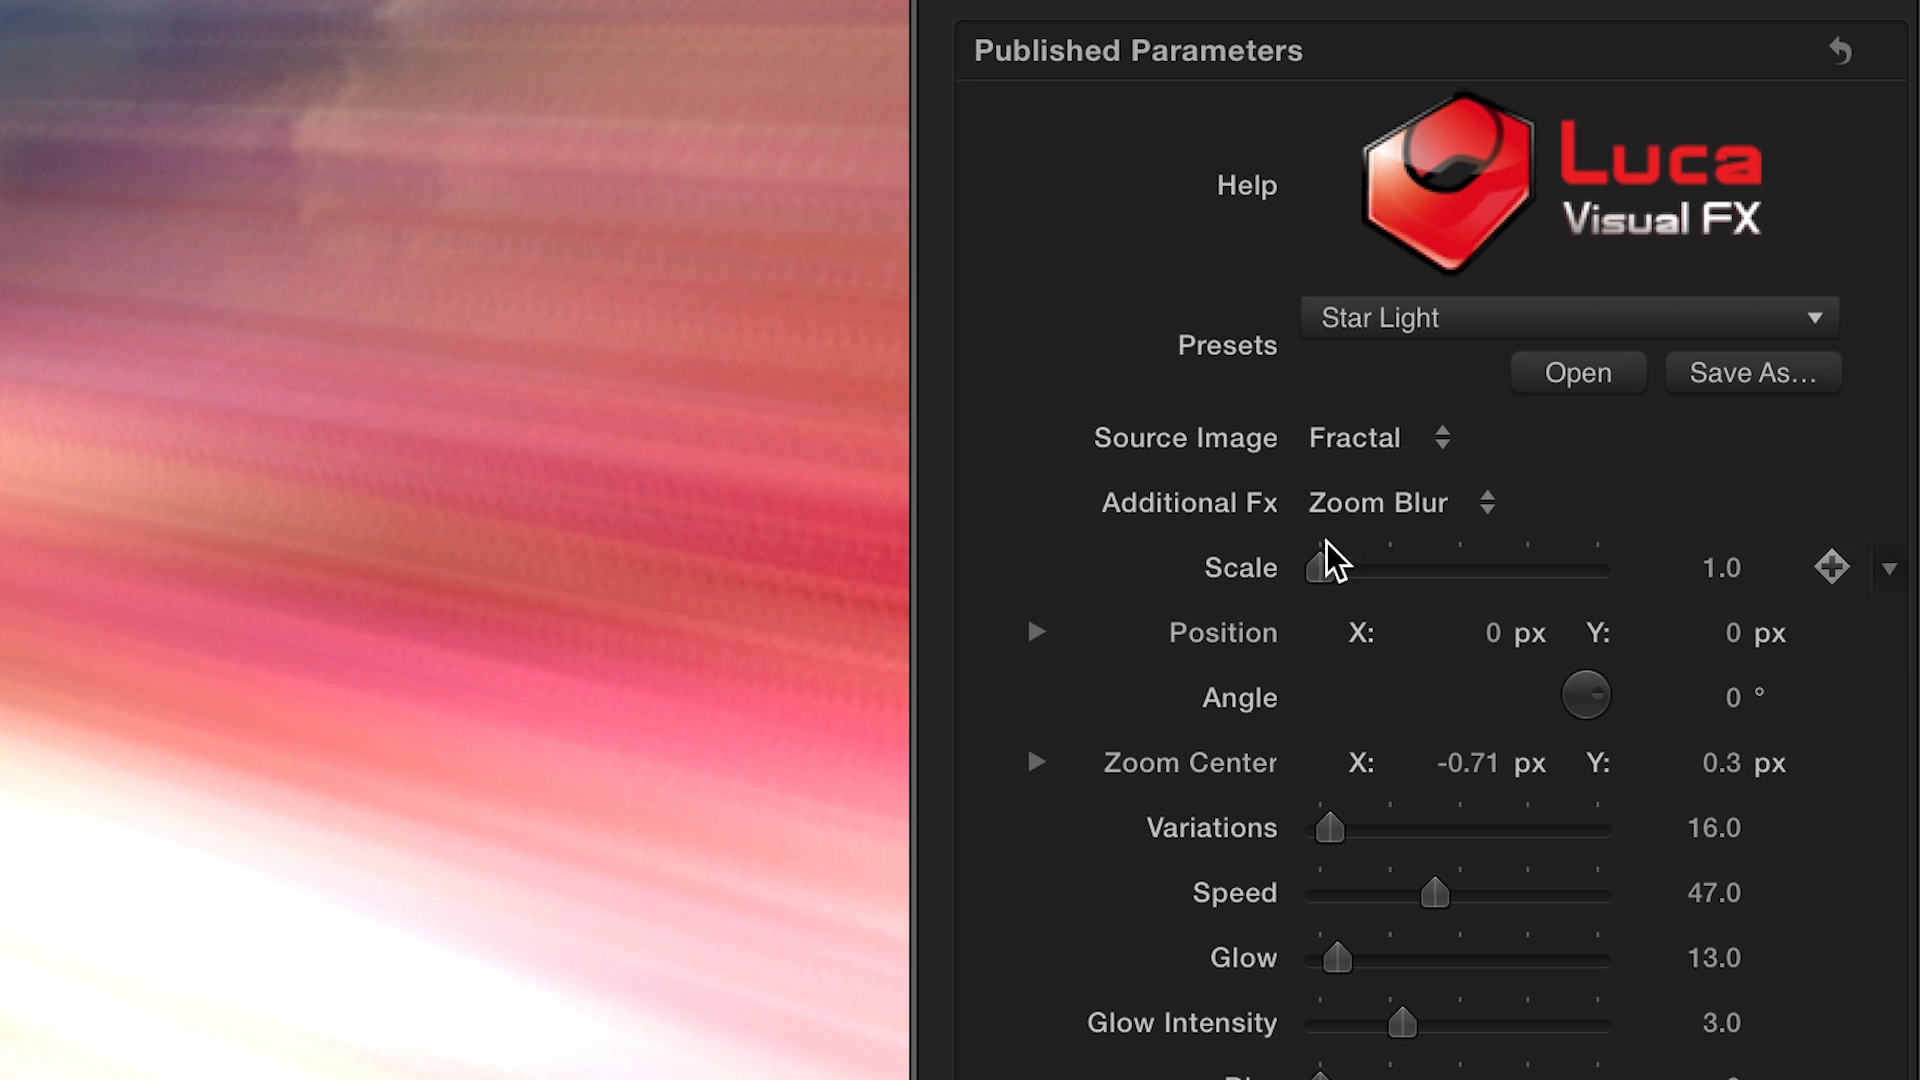 Published Parameters
Help
Luca
Visual FX
Presets
Star Light
Open Save As...
Source Image Fractal
Additional Fx Zoom Blur
Scale 1.0
Position X: 0 px Y: 0 px
Angle 0 °
Zoom Center X: -0.71 px Y: 0.3 px
Variations 16.0
Speed 47.0
Glow 13.0
Glow Intensity 3.0